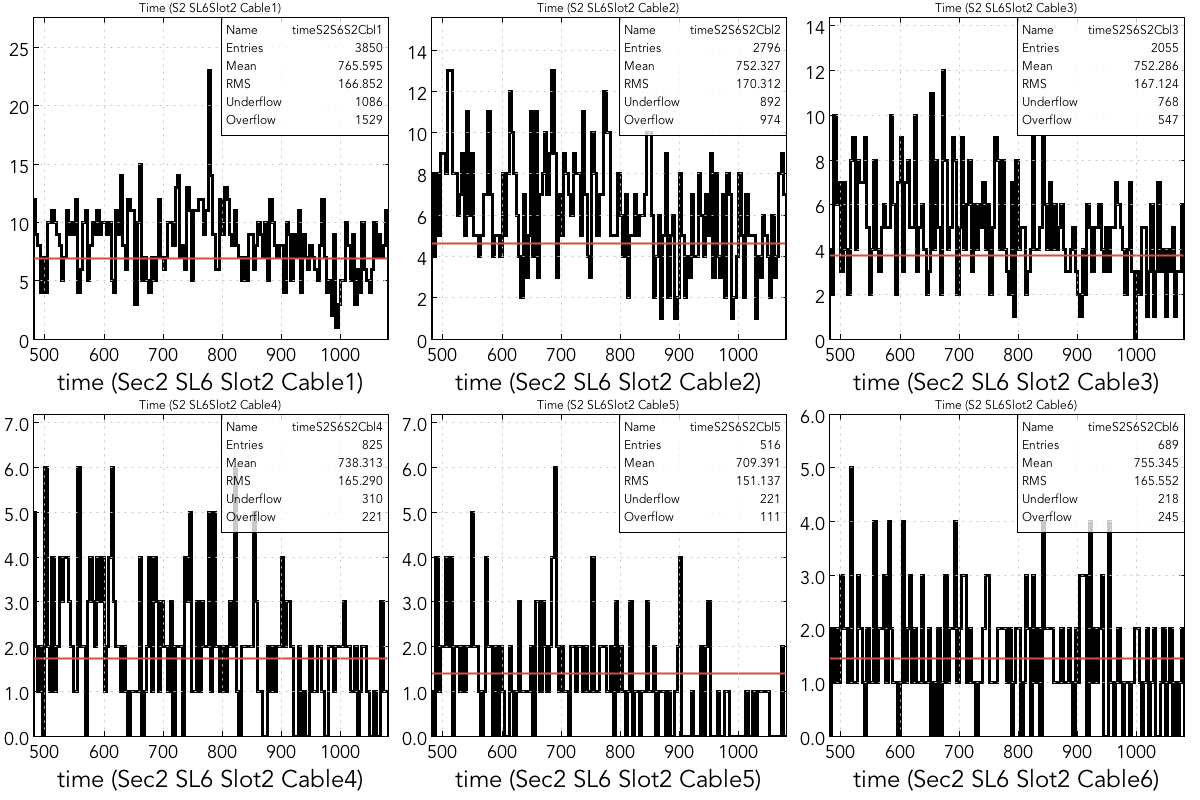 Time (S2 SL6Slot2 Cable1)
Name timeS2S6S2Cbl1
Entries 3850
Mean 765.595
RMS 166.852
Underflow 1086
Overflow 1529
25
20
15
10
5
0
500 600 700 800 900 1000
time (Sec2 SL6 Slot2 Cable1)
Time (S2 SL6Slot2 Cable2)
Name timeS2S6S2Cbl2
Entries 2796
Mean 752.327
RMS 170.312
Underflow 892
Overflow 974
14
12
10
8
6
4
2
0
500 600 700 800 900 1000
time (Sec2 SL6 Slot2 Cable2)
Time (S2 SL6Slot2 Cable3)
Name timeS2S6S2Cbl3
Entries 2055
Mean 752.286
RMS 167.124
Underflow 768
Overflow 547
14
12
10
8
6
4
2
0
500 600 700 800 900 1000
time (Sec2 SL6 Slot2 Cable3)
Time (S2 SL6Slot2 Cable4)
Name timeS2S6S2Cbl4
Entries 825
Mean 738.313
RMS 165.290
Underflow 310
Overflow 221
7.0
6.0
5.0
4.0
3.0
2.0
1.0
0.0
500 600 700 800 900 1000
time (Sec2 SL6 Slot2 Cable4)
Time (S2 SL6Slot2 Cable5)
Name timeS2S6S2Cbl5
Entries 516
Mean 709.391
RMS 151.137
Underflow 221
Overflow 111
7.0
6.0
5.0
4.0
3.0
2.0
1.0
0.0
500 600 700 800 900 1000
time (Sec2 SL6 Slot2 Cable5)
Time (S2 SL6Slot2 Cable6)
Name timeS2S6S2Cbl6
Entries 689
Mean 755.345
RMS 165.552
Underflow 218
Overflow 245
6.0
5.0
4.0
3.0
2.0
1.0
0.0
500 600 700 800 900 1000
time (Sec2 SL6 Slot2 Cable6)